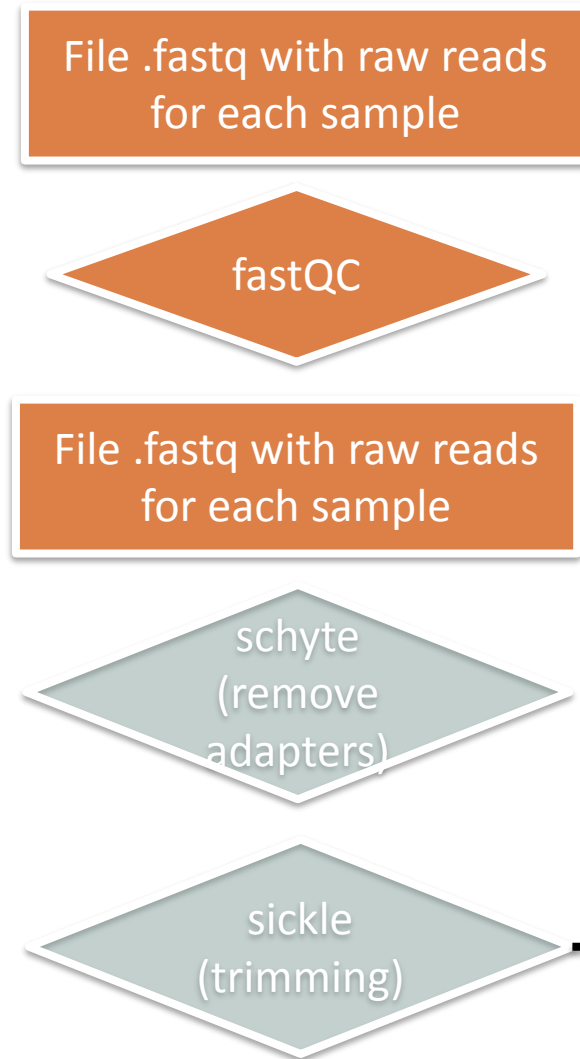 File .fastq with raw reads
for each sample
fastQC
File .fastq with raw reads
for each sample
schyte
(remove
adapters)
sickle
(trimming)